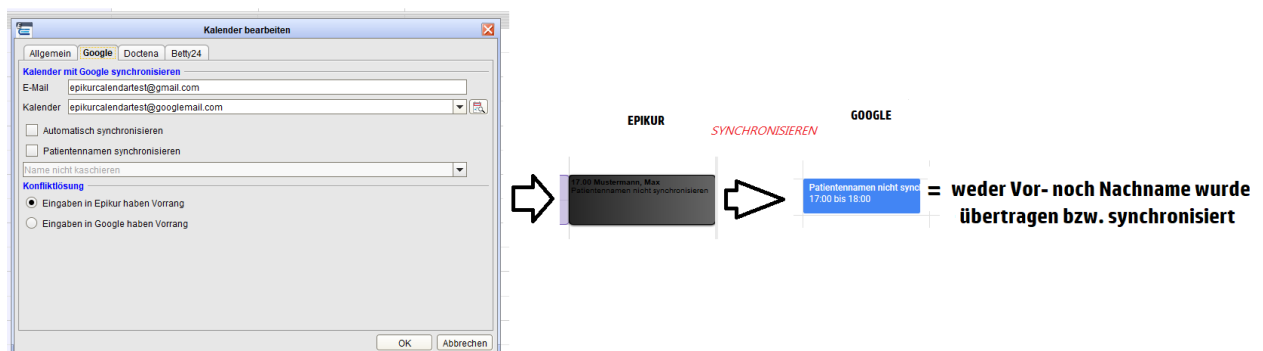 Kalender bearbeiten
Allgemein Google Doctena Betty24
Kalender mit Google synchronisieren
E-Mail epikurcalendartest@gmail.com
Kalender epikurcalendartest@googlemail.com
Automatisch synchronisieren
Patientennamen synchronisieren
Name nicht kaschieren
Konfliktlösung
Eingaben in Epikur haben Vorrang
Eingaben in Google haben Vorrang
OK Abbrechen
EPIKUR
SYNCHRONISIEREN
GOOGLE
17:00 Mustermann, Max
Patientennamen nicht synchronisieren
Patientennamen nicht syncl
17:00 bis 18:00
= weder Vor- noch Nachname wurde
übertragen bzw. synchronisiert